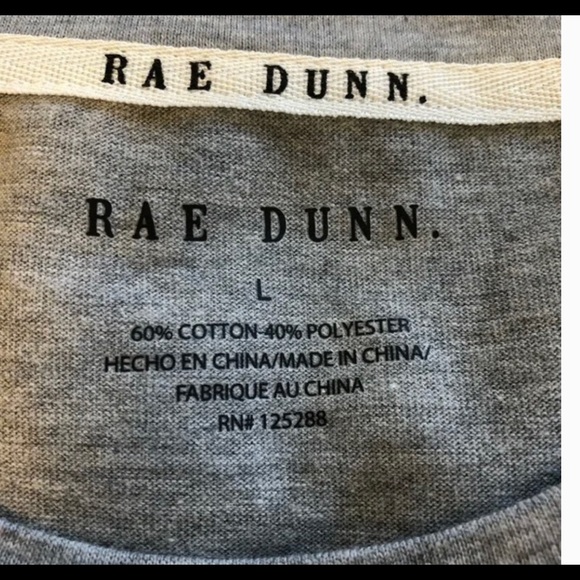 RAE DUNN.
RAE DUNN.
L
60% COTTON-40% POLYESTER
HECHO EN CHINA/MADE IN CHINA/
FABRIQUE AU CHINA
RN# 125288